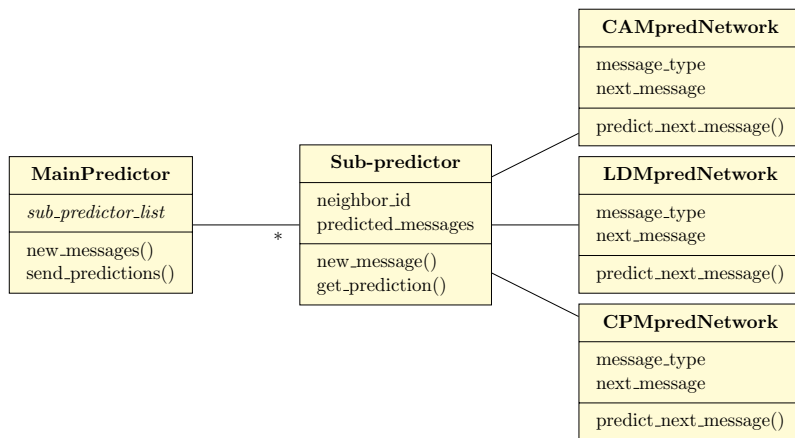 MainPredictor
sub_predictor_list
new_messages()
send_predictions()
*
Sub-predictor
neighbor_id
predicted_messages
new_message()
get_prediction()
CAMpredNetwork
message_type
next_message
predict_next_message()
LDMpredNetwork
message_type
next_message
predict_next_message()
CPMpredNetwork
message_type
next_message
predict_next_message()